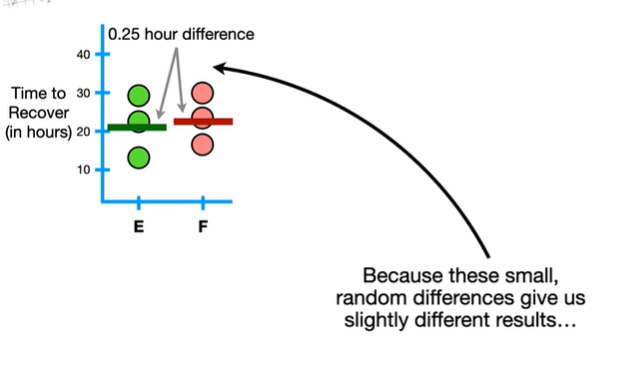 0.25 hour difference
40
Time to
Recover
(in hours)
30
20
10
E
F
Because these small,
random differences give us
slightly different results…